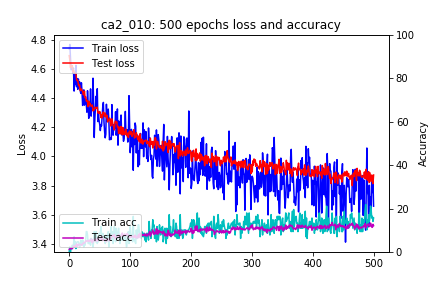 ca2_010: 500 epochs loss and accuracy
4.8
4.6
4.4
4.2
4.0
3.8
3.6
3.4
Loss
Train loss
Test loss
Train acc
Test acc
100
80
60
40
20
0
Accuracy
0 100 200 300 400 500